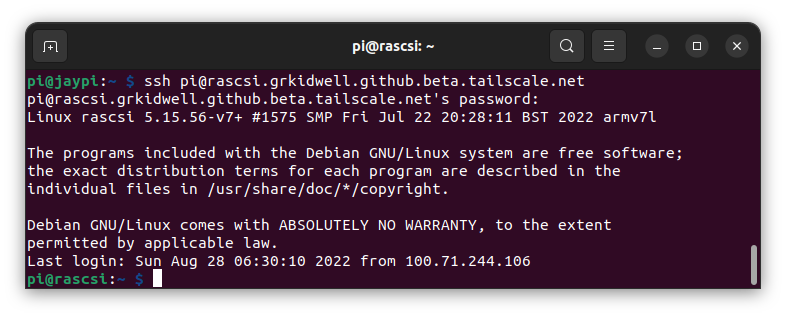 pi@rascsi: ~
pi@jaypi:~ $ ssh pi@rascsi.grkidwell.github.beta.tailscale.net
pi@rascsi.grkidwell.github.beta.tailscale.net's password:
Linux rascsi 5.15.56-v7+ #1575 SMP Fri Jul 22 20:28:11 BST 2022 armv7l
The programs included with the Debian GNU/Linux system are free software;
the exact distribution terms for each program are described in the
individual files in /usr/share/doc/*/copyright.
Debian GNU/Linux comes with ABSOLUTELY NO WARRANTY, to the extent
permitted by applicable law.
Last login: Sun Aug 28 06:30:10 2022 from 100.71.244.106
pi@rascsi:~ $